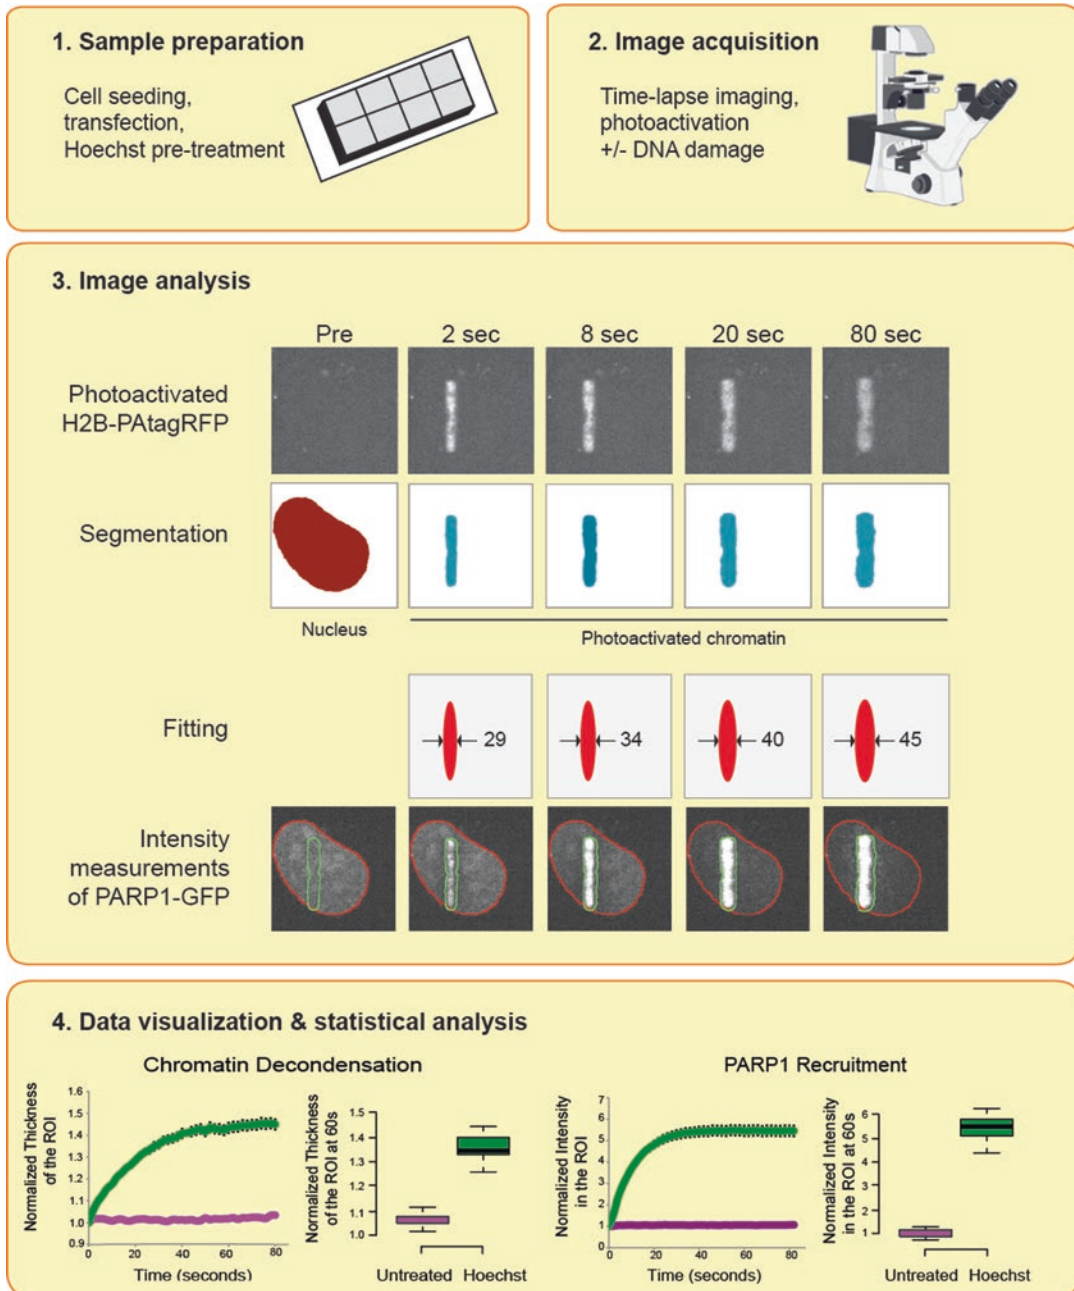 1. Sample preparation
Cell seeding,
transfection,
Hoechst pre-treatment
2. Image acquisition
Time-lapse imaging,
photoactivation
+/- DNA damage
3. Image analysis
Pre 2 sec 8 sec 20 sec 80 sec
Photoactivated
H2B-PAtagRFP
Segmentation
Nucleus
Photoactivated chromatin
Fitting
29 34 40 45
Intensity
measurements
of PARP1-GFP
4. Data visualization & statistical analysis
Chromatin Decondensation
Normalized Thickness
of the ROI
1.6
1.5
1.4
1.3
1.2
1.1
1.0
0.9
0 20 40 60 80
Time (seconds)
Normalized Thickness
of the ROI at 60s
1.5
1.4
1.3
1.2
1.1
1.0
Untreated Hoechst
PARP1 Recruitment
Normalized Intensity
in the ROI
7
6
5
4
3
2
1
0
0 20 40 60 80
Time (seconds)
Normalized Intensity
in the ROI at 60s
6
5
4
3
2
1
Untreated Hoechst